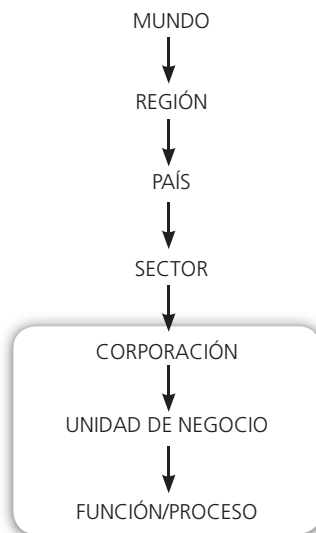 MUNDO
REGIÓN
PAÍS
SECTOR
CORPORACIÓN
UNIDAD DE NEGOCIO
FUNCIÓN/PROCESO